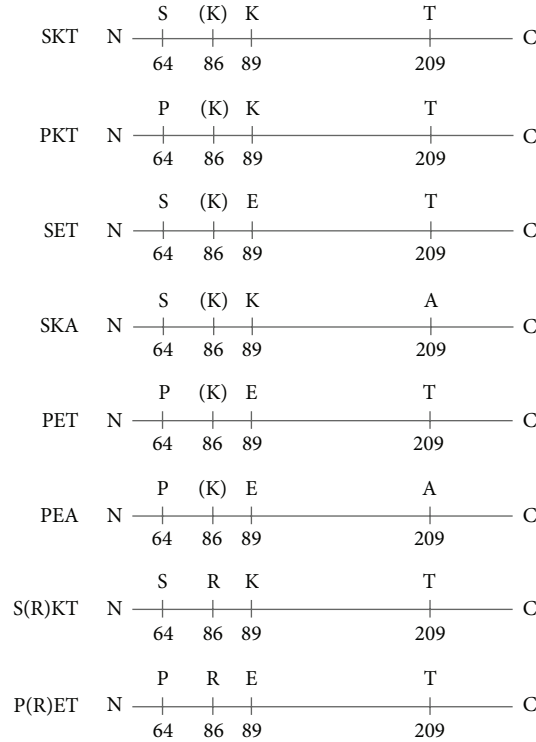 S (K) K T
SKT N C
64 86 89 209
P (K) K T
PKT N C
64 86 89 209
S (K) E T
SET N C
64 86 89 209
S (K) K A
SKA N C
64 86 89 209
P (K) E T
PET N C
64 86 89 209
P (K) E A
PEA N C
64 86 89 209
S R K T
S(R)KT N C
64 86 89 209
P R E T
P(R)ET N C
64 86 89 209